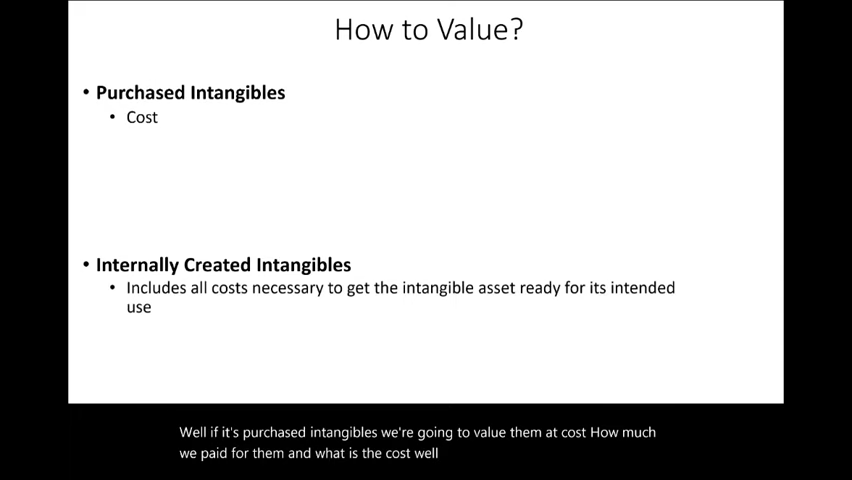 How to Value?
• Purchased Intangibles
• Cost
• Internally Created Intangibles
• Includes all costs necessary to get the intangible asset ready for its intended
use
Well if it's purchased intangibles we're going to value them at cost How much
we paid for them and what is the cost well